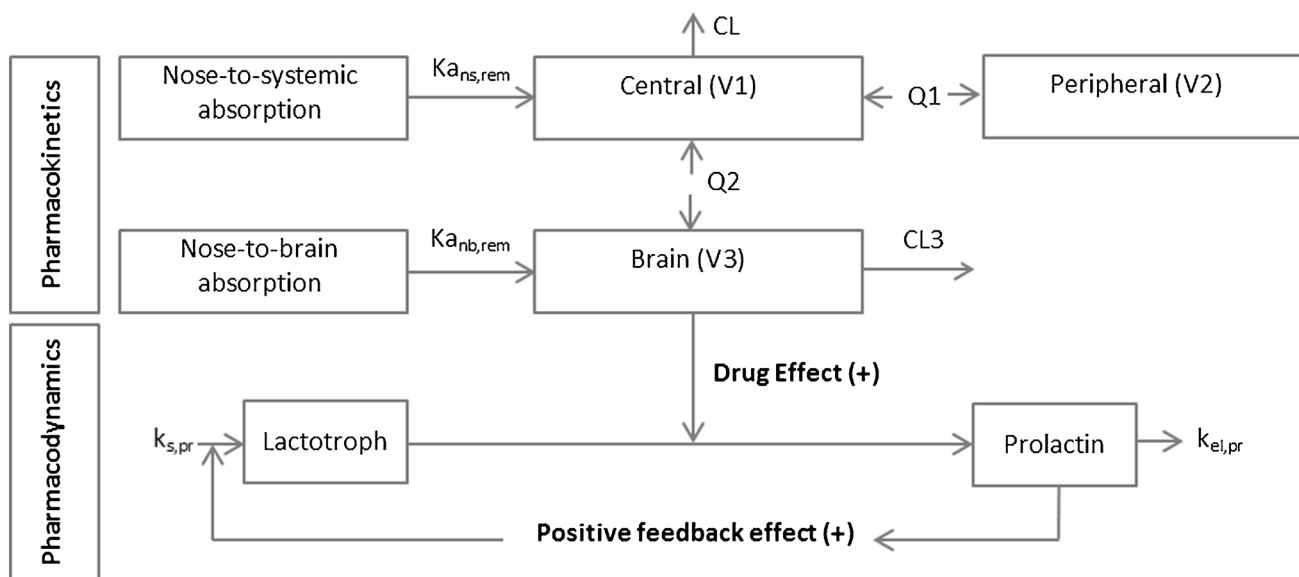 CL
Pharmacokinetics
Nose-to-systemic
absorption
Ka_ns,rem
Central (V1)
Q1
Peripheral (V2)
Q2
Nose-to-brain
absorption
Ka_nb,rem
Brain (V3)
CL3
Pharmacodynamics
Drug Effect (+)
k_s,pr
Lactotroph
Prolactin
k_el,pr
Positive feedback effect (+)